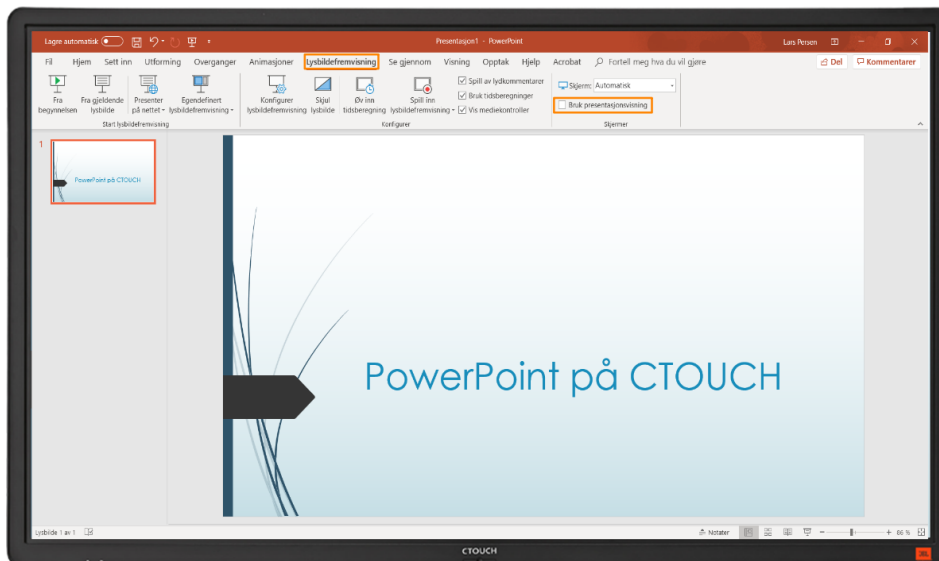 Lagre automatisk
Presentasjon1 - PowerPoint
Lars Persen
Fil Hjem Sett inn Utforming Overganger Animasjoner Lysbildefremvisning Se gjennom Visning Opptak Hjelp Acrobat Fortell meg hva du vil gjøre Del Kommentarer
Fra begynnelsen
Fra gjeldende lysbilde
Presenter på nettet
Egendefinert lysbildefremvisning
Start lysbildefremvisning
Konfigurer lysbildefremvisning
Skjul lysbilde
Øv inn tidsberegning
Spill inn lysbildefremvisning
Spill av lydkommentarer
Bruk tidsberegninger
Vis mediekontroller
Konfigurer
Skjerm: Automatisk
Bruk presentasjonsvisning
Skjermer
1
PowerPoint på CTOUCH
PowerPoint på CTOUCH
Lysbilde 1 av 1
Notater
86 %
CTOUCH
JBL